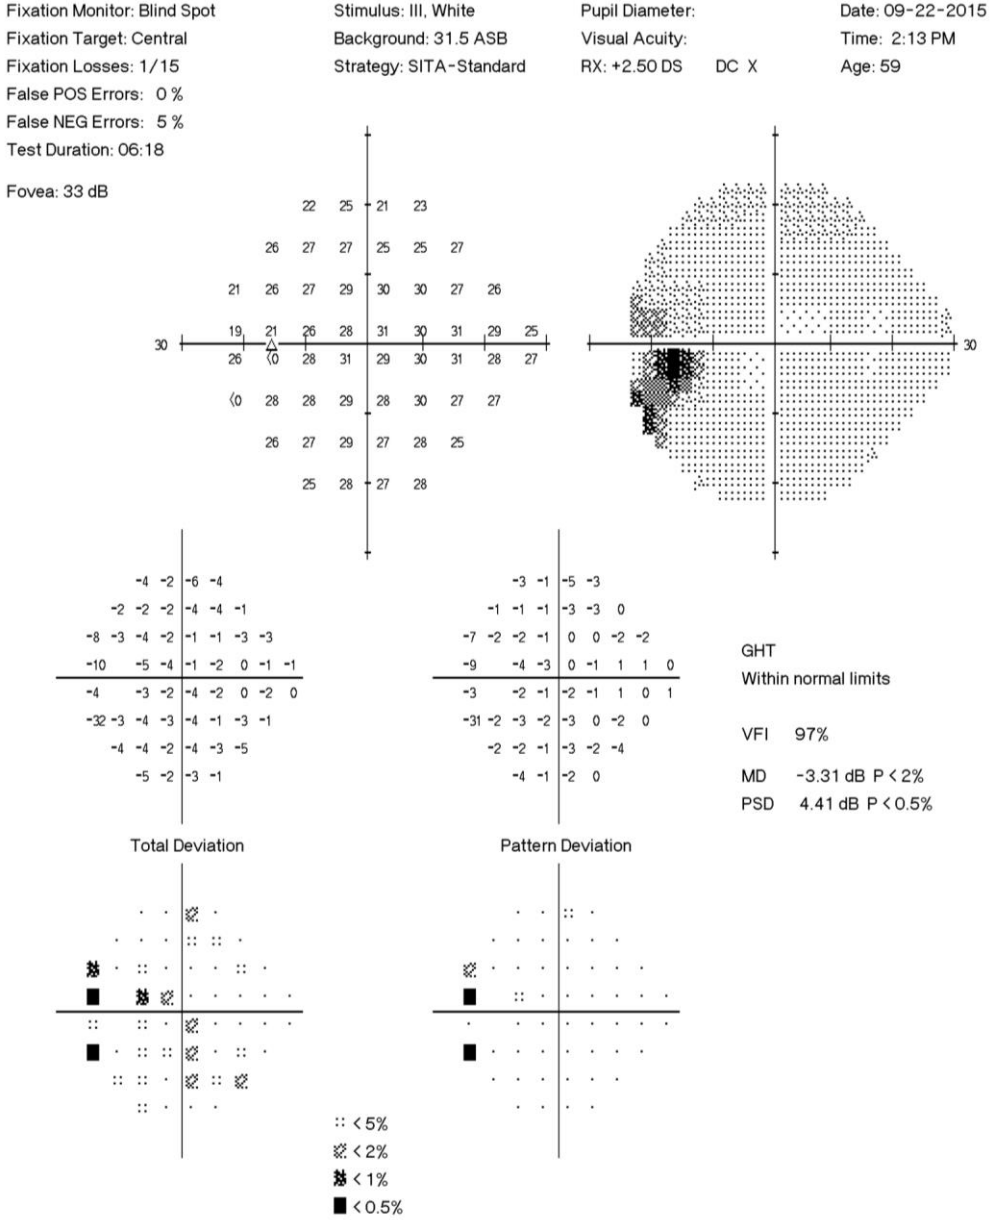 Fixation Monitor: Blind Spot
Fixation Target: Central
Fixation Losses: 1/15
False POS Errors: 0 %
False NEG Errors: 5 %
Test Duration: 06:18
Fovea: 33 dB
Stimulus: III, White
Background: 31.5 ASB
Strategy: SITA-Standard
Pupil Diameter:
Visual Acuity:
RX: +2.50 DS DC X
Date: 09-22-2015
Time: 2:13 PM
Age: 59
22 25 21 23
26 27 27 25 25 27
21 26 27 29 30 30 27 26
19 21 26 28 31 30 31 29 25
30
26 <0 28 31 29 30 31 28 27
<0 28 28 29 28 30 27 27
26 27 29 27 28 25
25 28 27 28
30
-4 -2 -6 -4
-2 -2 -2 -4 -4 -1
-8 -3 -4 -2 -1 -1 -3 -3
-10 -5 -4 -1 -2 0 -1 -1
-4 -3 -2 -4 -2 0 -2 0
-32 -3 -4 -3 -4 -1 -3 -1
-4 -4 -2 -4 -3 -5
-5 -2 -3 -1
Total Deviation
-3 -1 -5 -3
-1 -1 -1 -3 -3 0
-7 -2 -2 -1 0 0 -2 -2
-9 -4 -3 0 -1 1 1 0
-3 -2 -1 -2 -1 1 0 1
-31 -2 -3 -2 -3 0 -2 0
-2 -2 -1 -3 -2 -4
-4 -1 -2 0
Pattern Deviation
GHT
Within normal limits
VFI 97%
MD -3.31 dB P < 2%
PSD 4.41 dB P < 0.5%
< 5%
< 2%
< 1%
< 0.5%